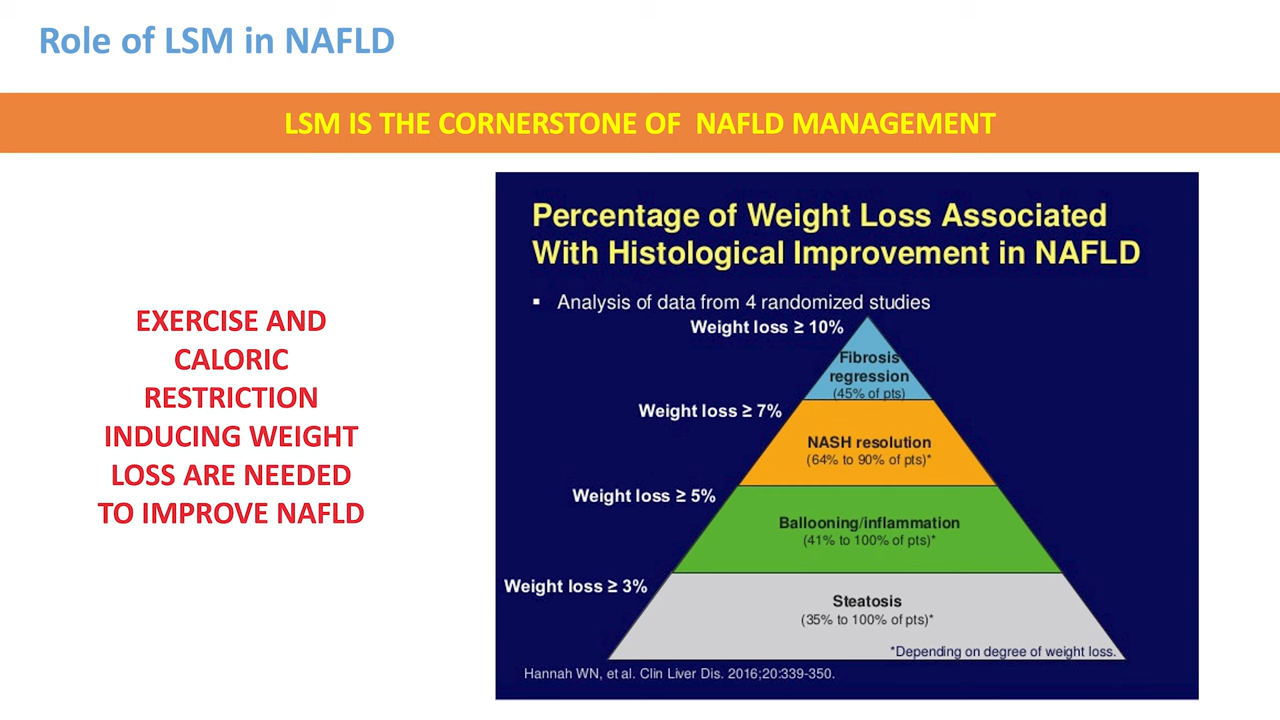 Role of LSM in NAFLD
LSM IS THE CORNERSTONE OF NAFLD MANAGEMENT
EXERCISE AND
CALORIC
RESTRICTION
INDUCING WEIGHT
LOSS ARE NEEDED
TO IMPROVE NAFLD
Percentage of Weight Loss Associated
With Histological Improvement in NAFLD
▪ Analysis of data from 4 randomized studies
Weight loss ≥ 10%
Fibrosis
regression
(45% of pts)
Weight loss ≥ 7%
NASH resolution
(64% to 90% of pts)*
Weight loss ≥ 5%
Ballooning/inflammation
(41% to 100% of pts)*
Weight loss ≥ 3%
Steatosis
(35% to 100% of pts)*
*Depending on degree of weight loss.
Hannah WN, et al. Clin Liver Dis. 2016;20:339-350.